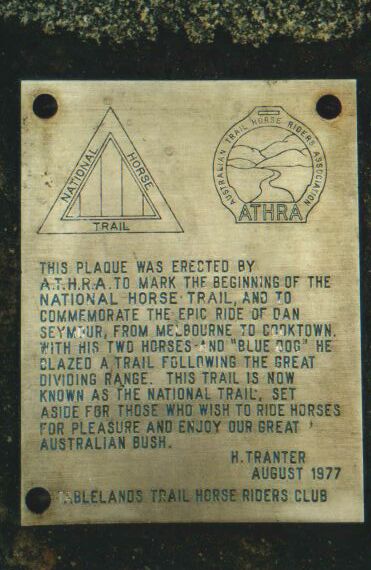 NATIONAL HORSE TRAIL
AUSTRALIAN TRAIL HORSE RIDERS ASSOCIATION
ATHRA
THIS PLAQUE WAS ERECTED BY
A.T.H.R.A. TO MARK THE BEGINNING OF THE
NATIONAL HORSE TRAIL, AND TO
COMMEMORATE THE EPIC RIDE OF DAN
SEYMOUR, FROM MELBOURNE TO COOKTOWN.
WITH HIS TWO HORSES AND "BLUE DOG" HE
BLAZED A TRAIL FOLLOWING THE GREAT
DIVIDING RANGE. THIS TRAIL IS NOW
KNOWN AS THE NATIONAL TRAIL, SET
ASIDE FOR THOSE WHO WISH TO RIDE HORSES
FOR PLEASURE AND ENJOY OUR GREAT
AUSTRALIAN BUSH.
H. TRANTER
AUGUST 1977
TABLELANDS TRAIL HORSE RIDERS CLUB